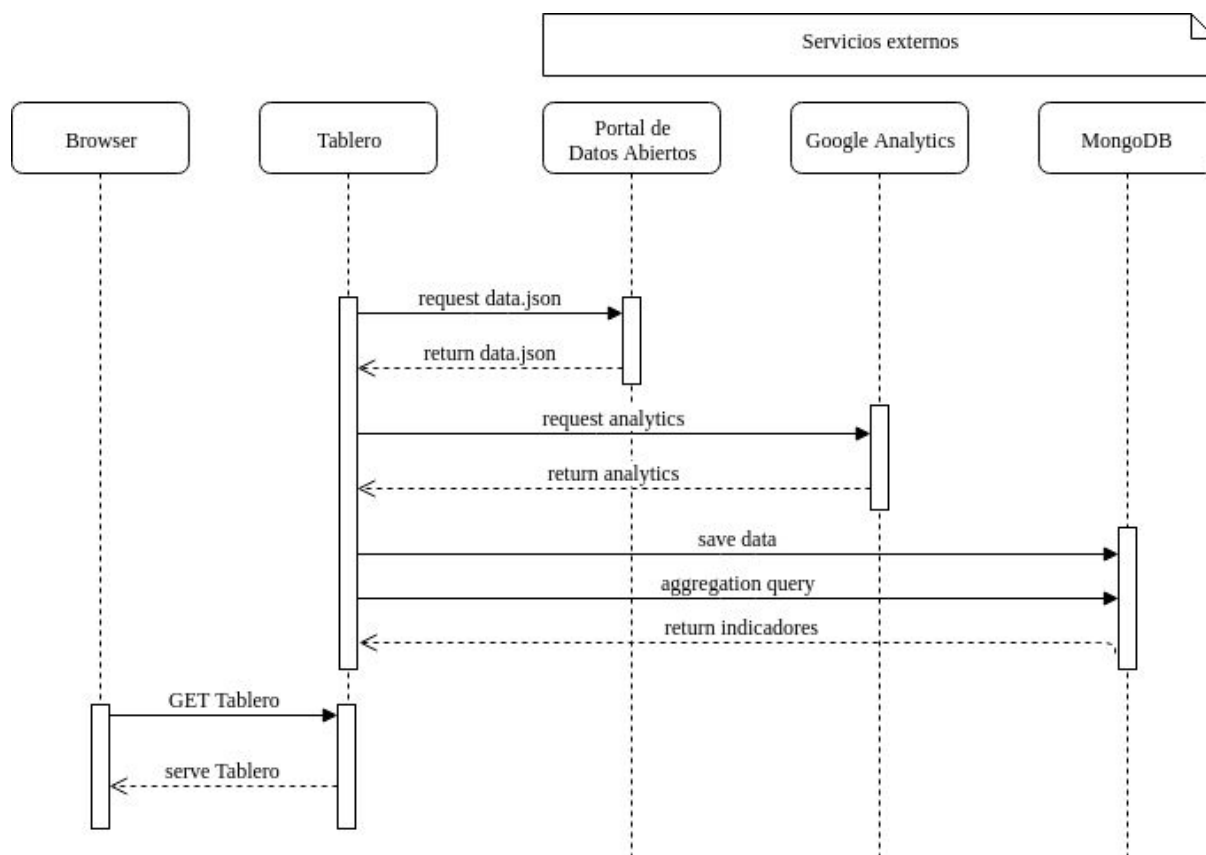 Servicios externos
Browser
Tablero
Portal de
Datos Abiertos
Google Analytics
MongoDB
request data.json
return data.json
request analytics
return analytics
save data
aggregation query
return indicadores
GET Tablero
serve Tablero